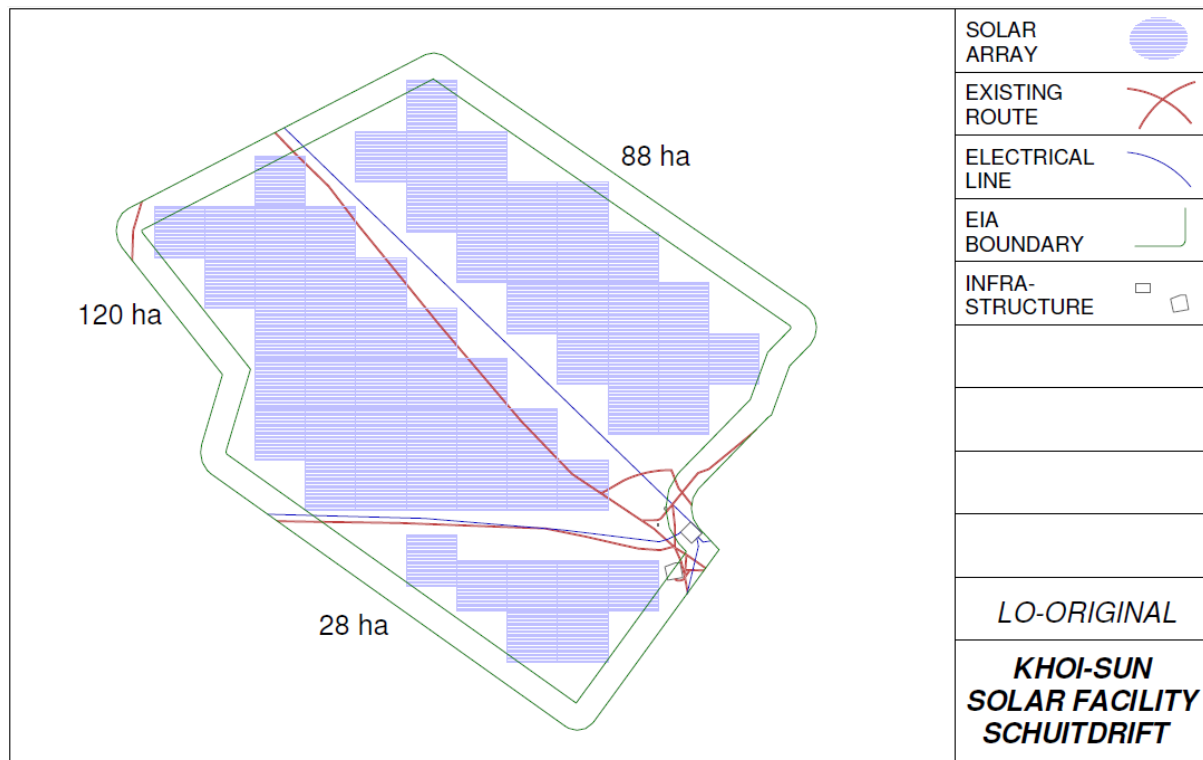 88 ha
120 ha
28 ha
SOLAR
ARRAY
EXISTING
ROUTE
ELECTRICAL
LINE
EIA
BOUNDARY
INFRA-
STRUCTURE
LO-ORIGINAL
KHOI-SUN
SOLAR FACILITY
SCHUITDRIFT